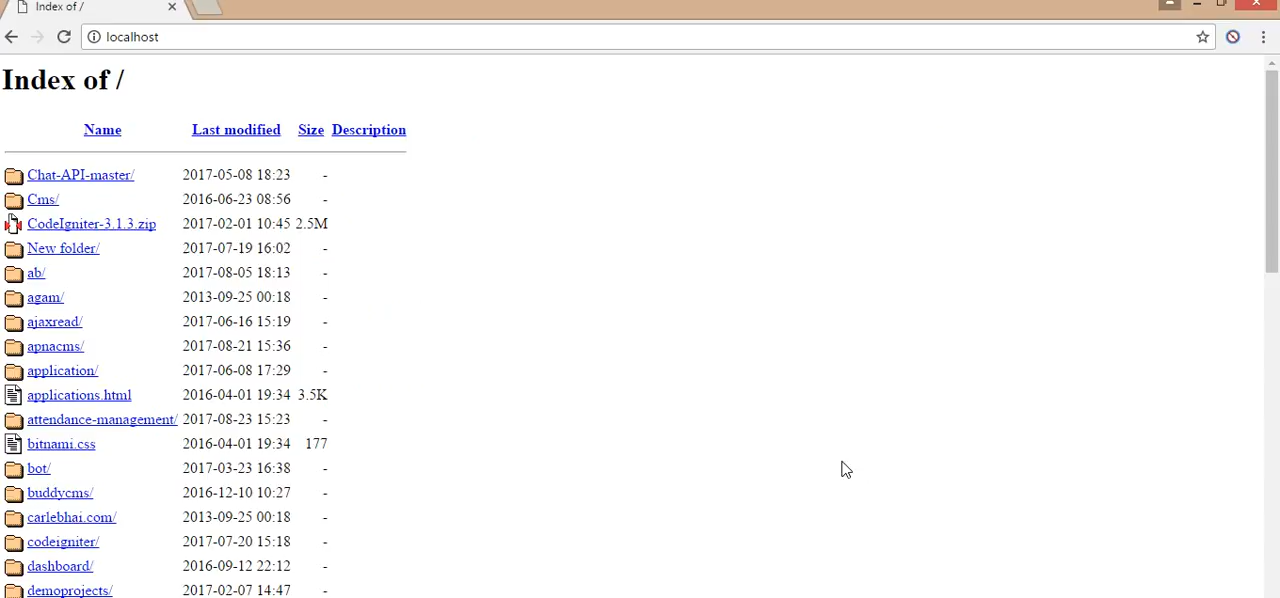 Index of /
localhost
Index of /
Name Last modified Size Description
Chat-API-master/ 2017-05-08 18:23 -
Cms/ 2016-06-23 08:56 -
CodeIgniter-3.1.3.zip 2017-02-01 10:45 2.5M
New folder/ 2017-07-19 16:02 -
ab/ 2017-08-05 18:13 -
agam/ 2013-09-25 00:18 -
ajaxread/ 2017-06-16 15:19 -
apnacms/ 2017-08-21 15:36 -
application/ 2017-06-08 17:29 -
applications.html 2016-04-01 19:34 3.5K
attendance-management/ 2017-08-23 15:23 -
bitnami.css 2016-04-01 19:34 177
bot/ 2017-03-23 16:38 -
buddycms/ 2016-12-10 10:27 -
carlebhai.com/ 2013-09-25 00:18 -
codeigniter/ 2017-07-20 15:18 -
dashboard/ 2016-09-12 22:12 -
demoprojects/ 2017-02-07 14:47 -